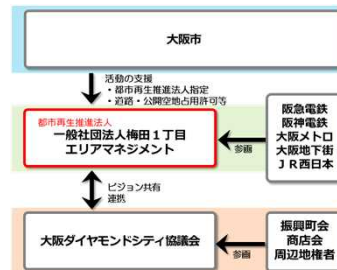 大阪市
活動の支援
・都市再生推進法人指定
・道路・公開空地占用許可等
都市再生推進法人
一般社団法人梅田1丁目
エリアマネジメント
参画
阪急電鉄
阪神電鉄
大阪メトロ
大阪地下街
JR西日本
ビジョン共有
連携
大阪ダイヤモンドシティ協議会
参画
振興町会
商店会
周辺地権者